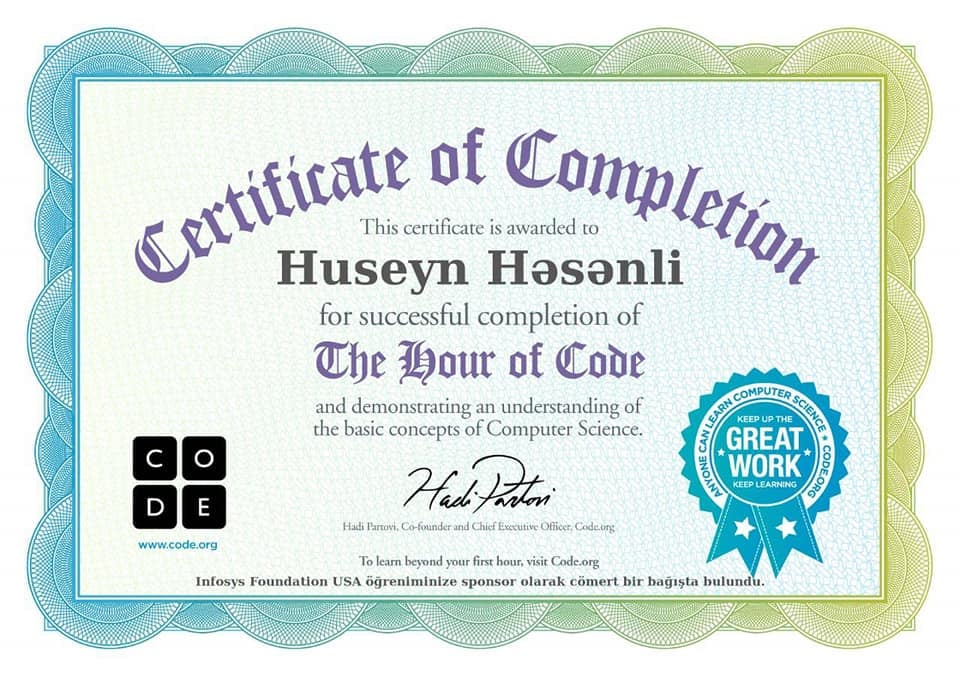 Certificate of Completion
This certificate is awarded to
Huseyn Həsənli
for successful completion of
The Hour of Code
and demonstrating an understanding of
the basic concepts of Computer Science.
C O
D E
www.code.org
Hadi Partovi
Hadi Partovi, Co-founder and Chief Executive Officer, Code.org
ANYONE CAN LEARN COMPUTER SCIENCE • CODE.ORG
KEEP UP THE
GREAT
WORK
KEEP LEARNING
To learn beyond your first hour, visit Code.org
Infosys Foundation USA öğreniminize sponsor olarak cömert bir bağışta bulundu.